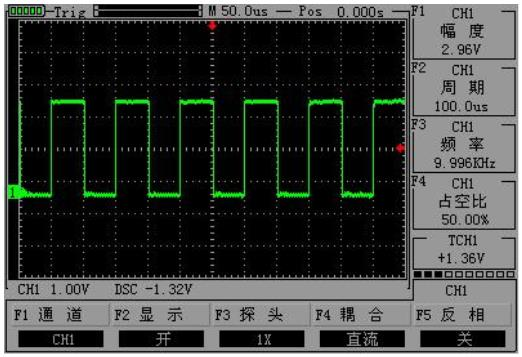 Trig M 50.0us Pos 0.000s
F1 CH1
幅 度
2.96V
F2 CH1
周 期
100.0us
F3 CH1
频 率
9.996KHz
F4 CH1
占空比
50.00%
TCH1
+1.36V
1
CH1 1.00V DSC -1.32V
CH1
F1 通 道 F2 显 示 F3 探 头 F4 耦 合 F5 反 相
CH1 开 1X 直流 关